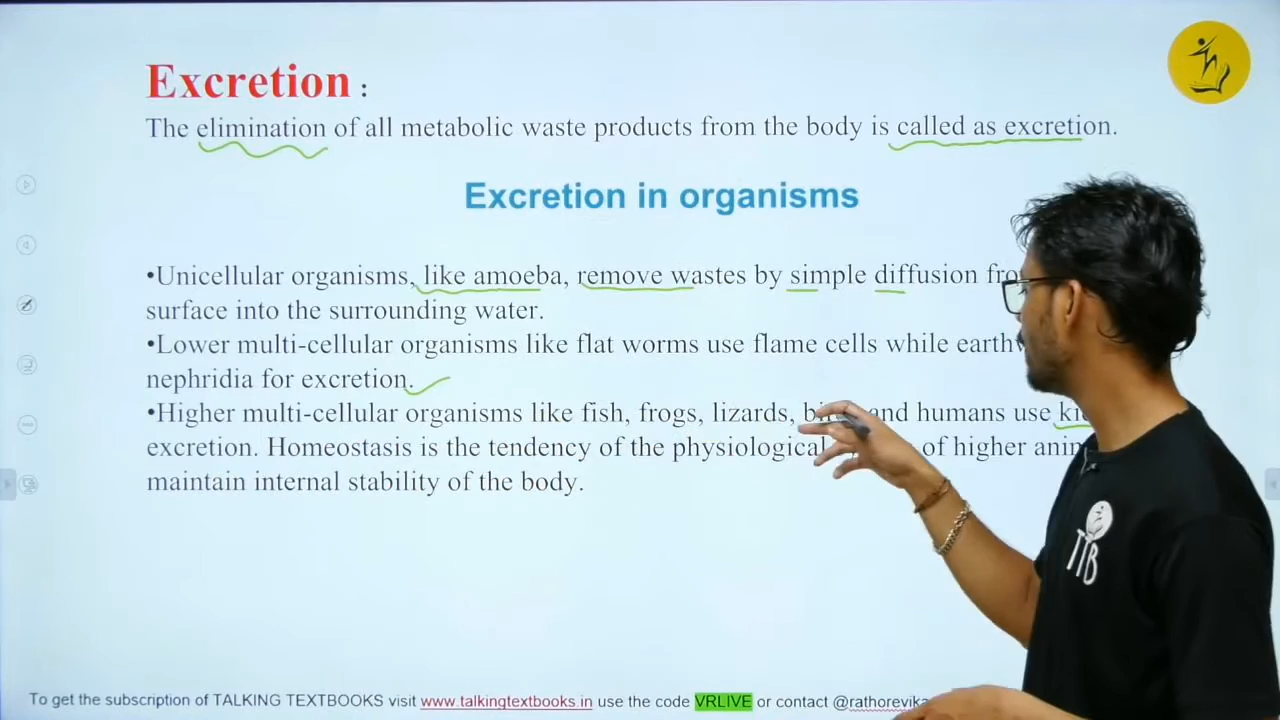 Excretion :
The elimination of all metabolic waste products from the body is called as excretion.
Excretion in organisms
•Unicellular organisms, like amoeba, remove wastes by simple diffusion
surface into the surrounding water.
•Lower multi-cellular organisms like flat worms use flame cells while
nephridia for excretion.
•Higher multi-cellular organisms like fish, frogs, lizards, and humans use
excretion. Homeostasis is the tendency of the physiological of higher
maintain internal stability of the body.
TTB
To get the subscription of TALKING TEXTBOOKS visit www.talkingtextbooks.in use the code VRLIVE or contact